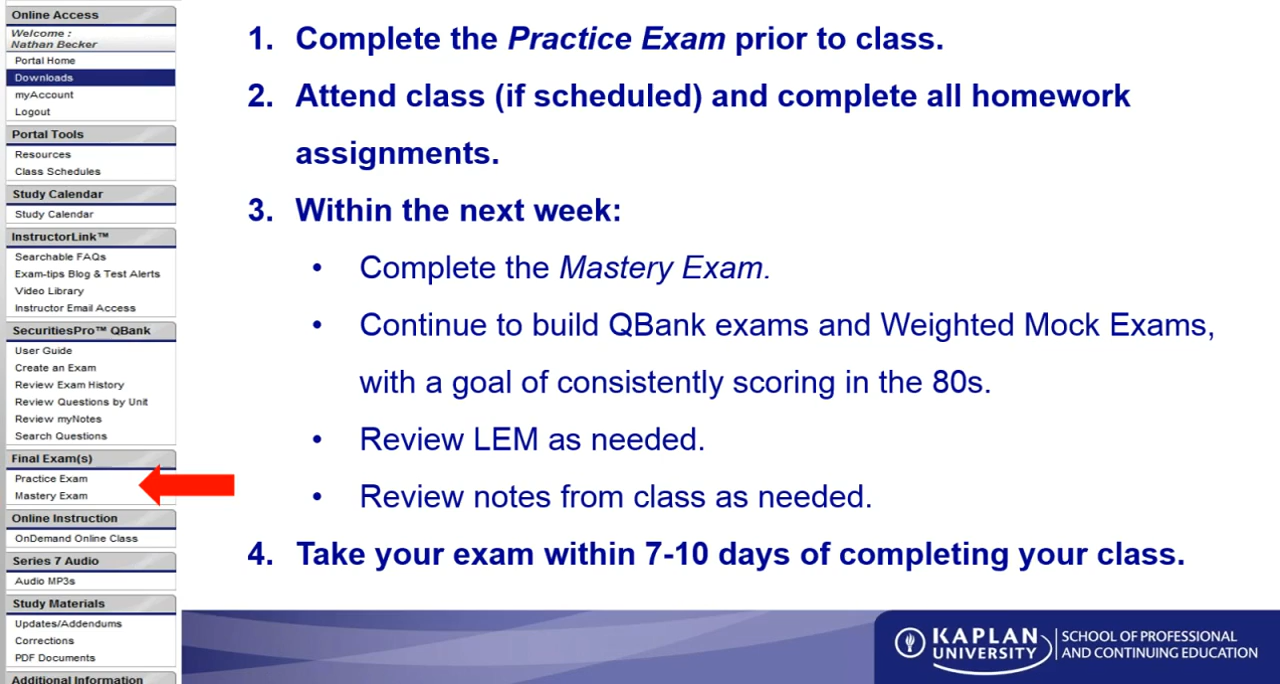 Online Access
Welcome :
Nathan Becker
Portal Home
Downloads
myAccount
Logout
Portal Tools
Resources
Class Schedules
Study Calendar
Study Calendar
InstructorLink™
Searchable FAQs
Exam-tips Blog & Test Alerts
Video Library
Instructor Email Access
SecuritiesPro™ QBank
User Guide
Create an Exam
Review Exam History
Review Questions by Unit
Review myNotes
Search Questions
Final Exam(s)
Practice Exam
Mastery Exam
Online Instruction
OnDemand Online Class
Series 7 Audio
Audio MP3s
Study Materials
Updates/Addendums
Corrections
PDF Documents
Additional Information
1. Complete the Practice Exam prior to class.
2. Attend class (if scheduled) and complete all homework
assignments.
3. Within the next week:
• Complete the Mastery Exam.
• Continue to build QBank exams and Weighted Mock Exams,
with a goal of consistently scoring in the 80s.
• Review LEM as needed.
• Review notes from class as needed.
4. Take your exam within 7-10 days of completing your class.
KAPLAN
UNIVERSITY
SCHOOL OF PROFESSIONAL
AND CONTINUING EDUCATION